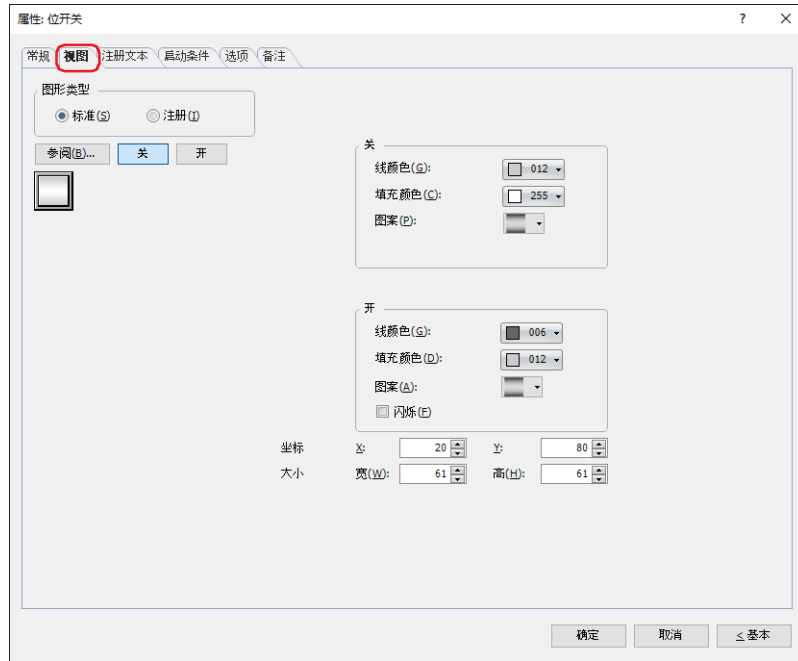 属性: 位开关
?
常规 视图 注册文本 启动条件 选项 备注
图形类型
标准(S) 注册(I)
参阅(B)... 关 开
关
线颜色(G): 012
填充颜色(C): 255
图案(P):
开
线颜色(G): 006
填充颜色(D): 012
图案(A):
闪烁(F)
坐标 X: 20 Y: 80
大小 宽(W): 61 高(H): 61
确定 取消 < 基本